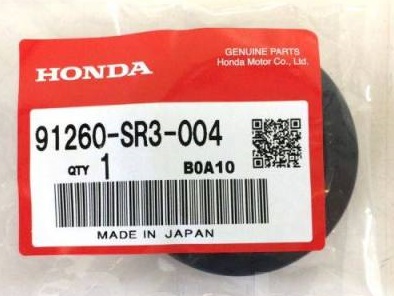 GENUINE PARTS
HONDA Honda Motor Co., Ltd.
91260-SR3-004
QTY 1 B0A10
MADE IN JAPAN